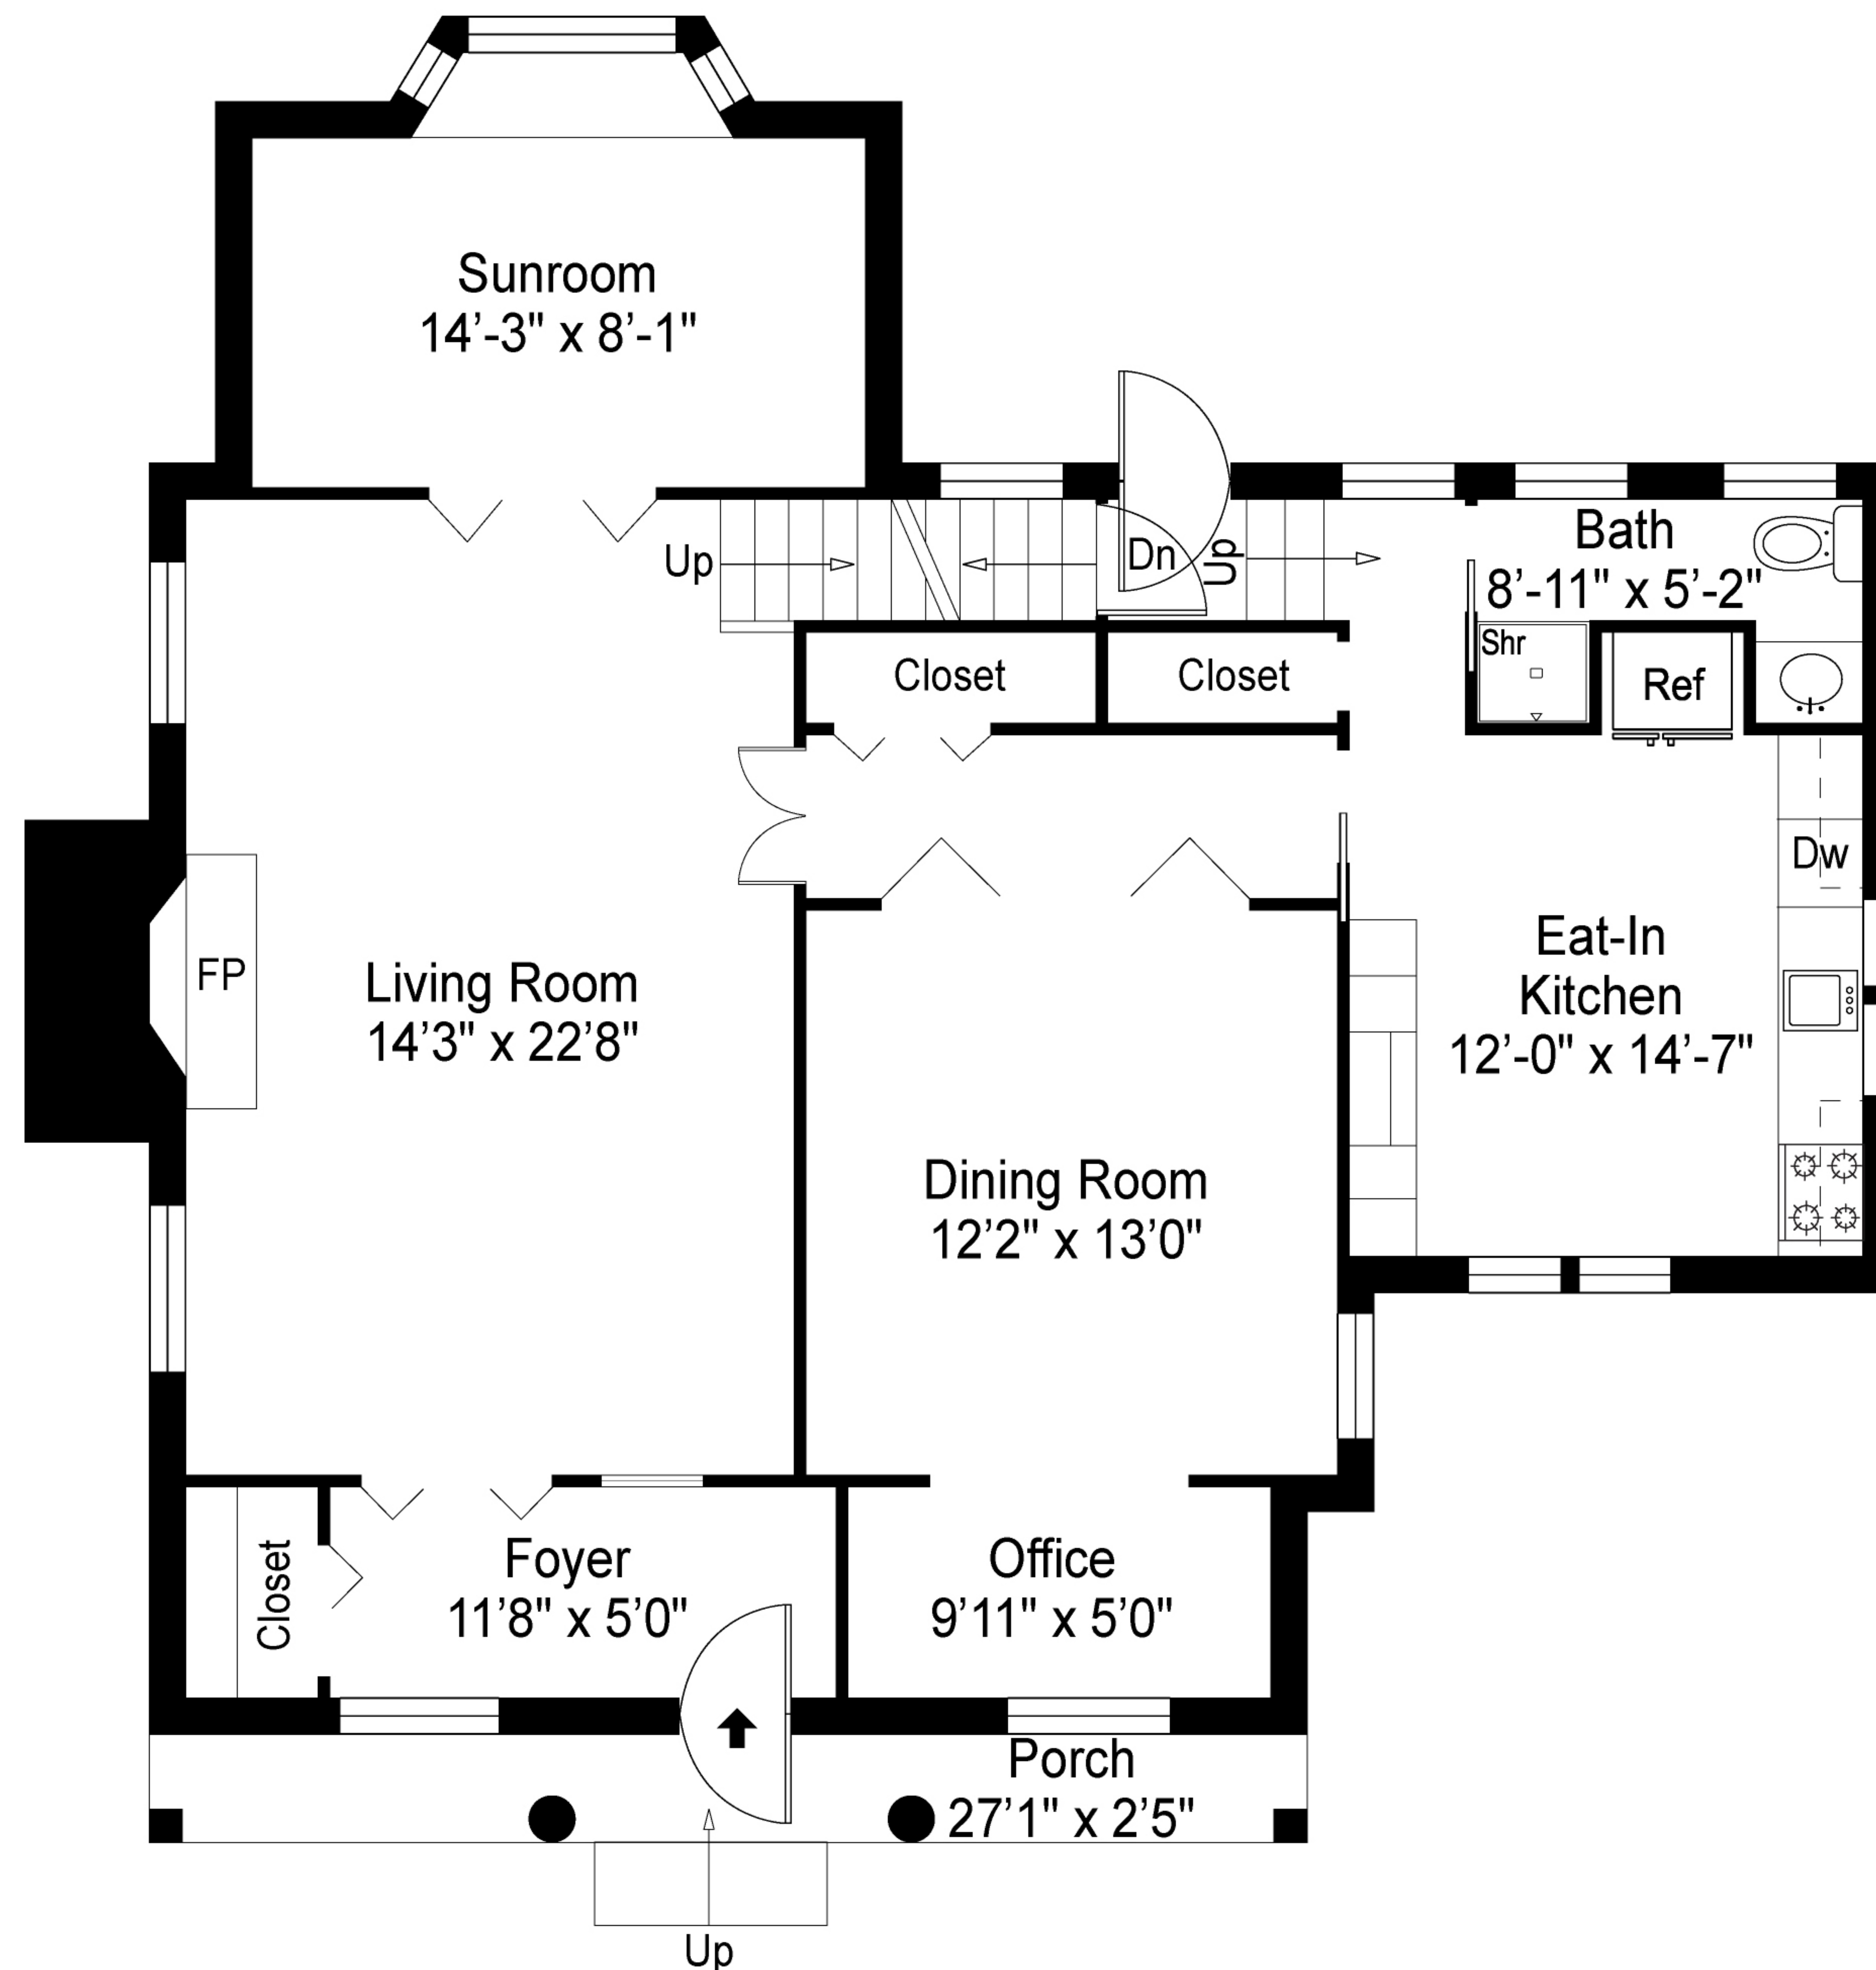 Sunroom
14'-3" x 8'-1"
Up
Dn
Up
Bath
8'-11" x 5'-2"
Shr
Closet
Closet
Ref
Dw
FP
Living Room
14'3" x 22'8"
Eat-In
Kitchen
12'-0" x 14'-7"
Dining Room
12'2" x 13'0"
Closet
Foyer
11'8" x 5'0"
Office
9'11" x 5'0"
Porch
27'1" x 2'5"
Up